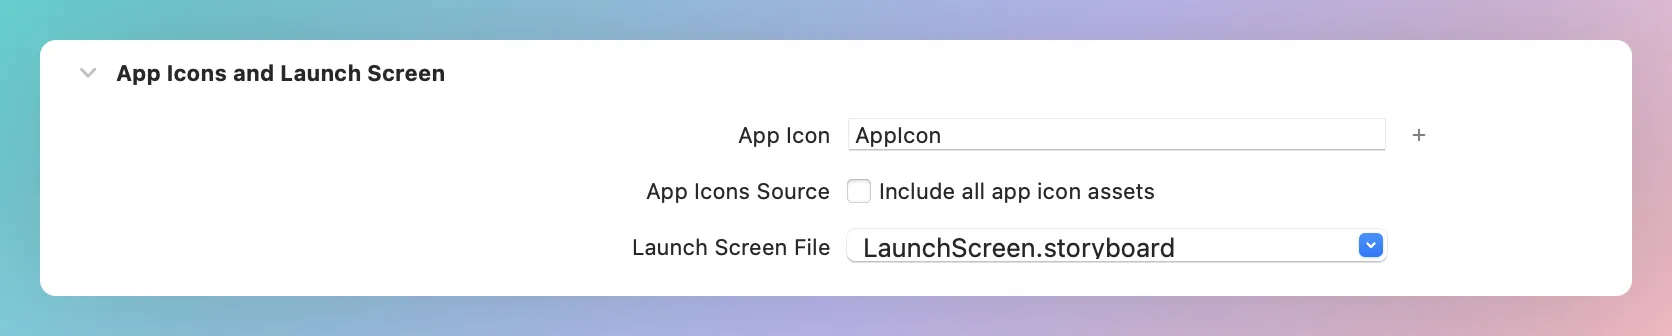 App Icons and Launch Screen
App Icon AppIcon +
App Icons Source Include all app icon assets
Launch Screen File LaunchScreen.storyboard